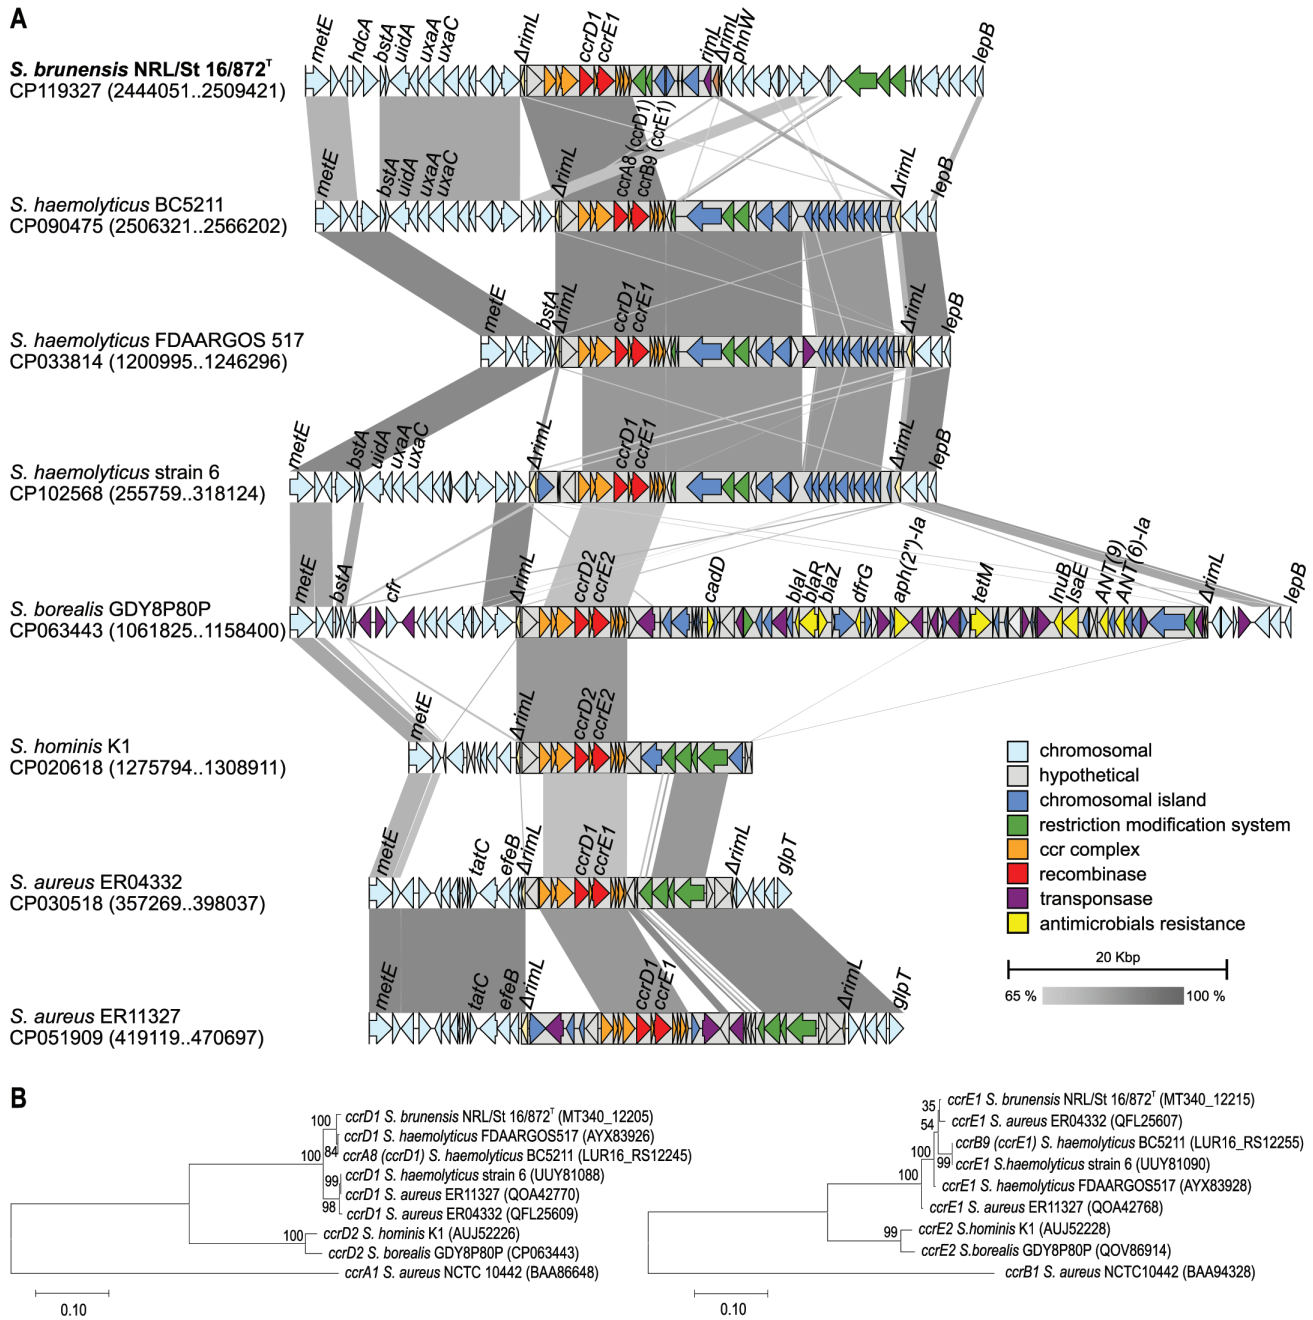 A
metE hdcA bstA uidA uxaA uxaC ΔrimL ccrD1 ccrE1 rimL ΔrimL phnW lepB
S. brunensis NRL/St 16/872T
CP119327 (2444051..2509421)
metE bstA uidA uxaA uxaC ΔrimL ccrA8 (ccrD1) ccrB9 (ccrE1) ΔrimL lepB
S. haemolyticus BC5211
CP090475 (2506321..2566202)
metE bstA ΔrimL ccrD1 ccrE1 ΔrimL lepB
S. haemolyticus FDAARGOS 517
CP033814 (1200995..1246296)
metE bstA uidA uxaA uxaC ΔrimL ccrD1 ccrE1 ΔrimL lepB
S. haemolyticus strain 6
CP102568 (255759..318124)
metE bstA cfr ΔrimL ccrD2 ccrE2 cadD blaI blaR blaZ dfrG aph(2")-Ia tetM lnuB lsaE ANT(9) ANT(6)-Ia ΔrimL lepB
S. borealis GDY8P80P
CP063443 (1061825..1158400)
metE ΔrimL ccrD2 ccrE2
S. hominis K1
CP020618 (1275794..1308911)
metE tatC efeB ΔrimL ccrD1 ccrE1 ΔrimL glpT
S. aureus ER04332
CP030518 (357269..398037)
metE tatC efeB ΔrimL ccrD1 ccrE1 ΔrimL glpT
S. aureus ER11327
CP051909 (419119..470697)
chromosomal
hypothetical
chromosomal island
restriction modification system
ccr complex
recombinase
transponsase
antimicrobials resistance
20 Kbp
65 % 100 %
B
ccrD1 S. brunensis NRL/St 16/872T (MT340_12205)
ccrD1 S. haemolyticus FDAARGOS517 (AYX83926)
ccrA8 (ccrD1) S. haemolyticus BC5211 (LUR16_RS12245)
ccrD1 S.haemolyticus strain 6 (UUY81088)
ccrD1 S. aureus ER11327 (QOA42770)
ccrD1 S. aureus ER04332 (QFL25609)
ccrD2 S. hominis K1 (AUJ52226)
ccrD2 S. borealis GDY8P80P (CP063443)
ccrA1 S. aureus NCTC 10442 (BAA86648)
100
84
100
99
98
100
0.10
ccrE1 S. brunensis NRL/St 16/872T (MT340_12215)
ccrE1 S. aureus ER04332 (QFL25607)
ccrB9 (ccrE1) S. haemolyticus BC5211 (LUR16_RS12255)
ccrE1 S.haemolyticus strain 6 (UUY81090)
ccrE1 S. haemolyticus FDAARGOS517 (AYX83928)
ccrE1 S. aureus ER11327 (QOA42768)
ccrE2 S.hominis K1 (AUJ52228)
ccrE2 S.borealis GDY8P80P (QOV86914)
ccrB1 S. aureus NCTC10442 (BAA94328)
35
54
100
99
100
99
0.10